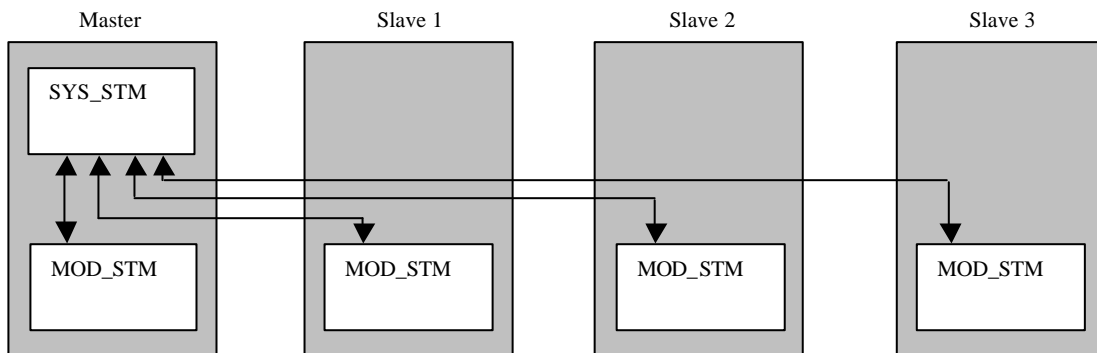 Master
Slave 1
Slave 2
Slave 3
SYS_STM
MOD_STM
MOD_STM
MOD_STM
MOD_STM